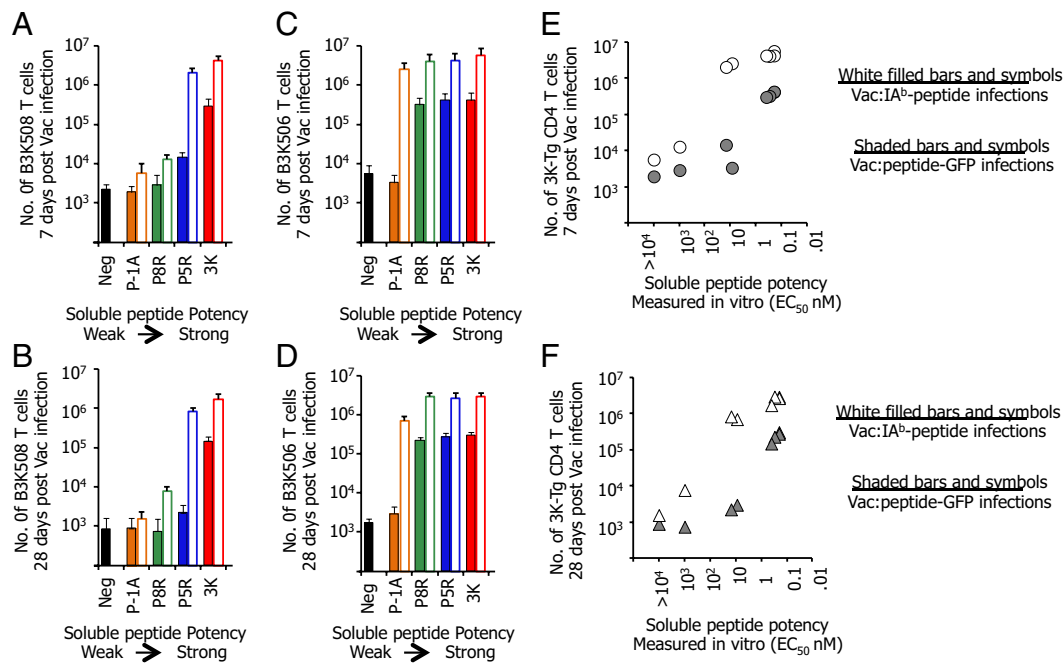 A
10⁷
10⁶
10⁵
10⁴
10³
No. 0f B3K508 T cells
7 days post Vac infection
Neg
P-1A
P8R
P5R
3K
Soluble peptide Potency
Weak → Strong
B
10⁷
10⁶
10⁵
10⁴
10³
No. 0f B3K508 T cells
28 days post Vac infection
Neg
P-1A
P8R
P5R
3K
Soluble peptide Potency
Weak → Strong
C
10⁷
10⁶
10⁵
10⁴
10³
No. 0f B3K506 T cells
7 days post Vac infection
Neg
P-1A
P8R
P5R
3K
Soluble peptide Potency
Weak → Strong
D
10⁷
10⁶
10⁵
10⁴
10³
No. 0f B3K506 T cells
28 days post Vac infection
Neg
P-1A
P8R
P5R
3K
Soluble peptide Potency
Weak → Strong
E
10⁷
10⁶
10⁵
10⁴
10³
No. of 3K-Tg CD4 T cells
7 days post Vac infection
>10⁴
10³
10²
10
1
0.1
.01
Soluble peptide potency
Measured in vitro (EC₅₀ nM)
White filled bars and symbols
Vac:IAᵇ-peptide infections
Shaded bars and symbols
Vac:peptide-GFP infections
F
10⁷
10⁶
10⁵
10⁴
10³
No. of 3K-Tg CD4 T cells
28 days post Vac infection
>10⁴
10³
10²
10
1
0.1
.01
Soluble peptide potency
Measured in vitro (EC₅₀ nM)
White filled bars and symbols
Vac:IAᵇ-peptide infections
Shaded bars and symbols
Vac:peptide-GFP infections